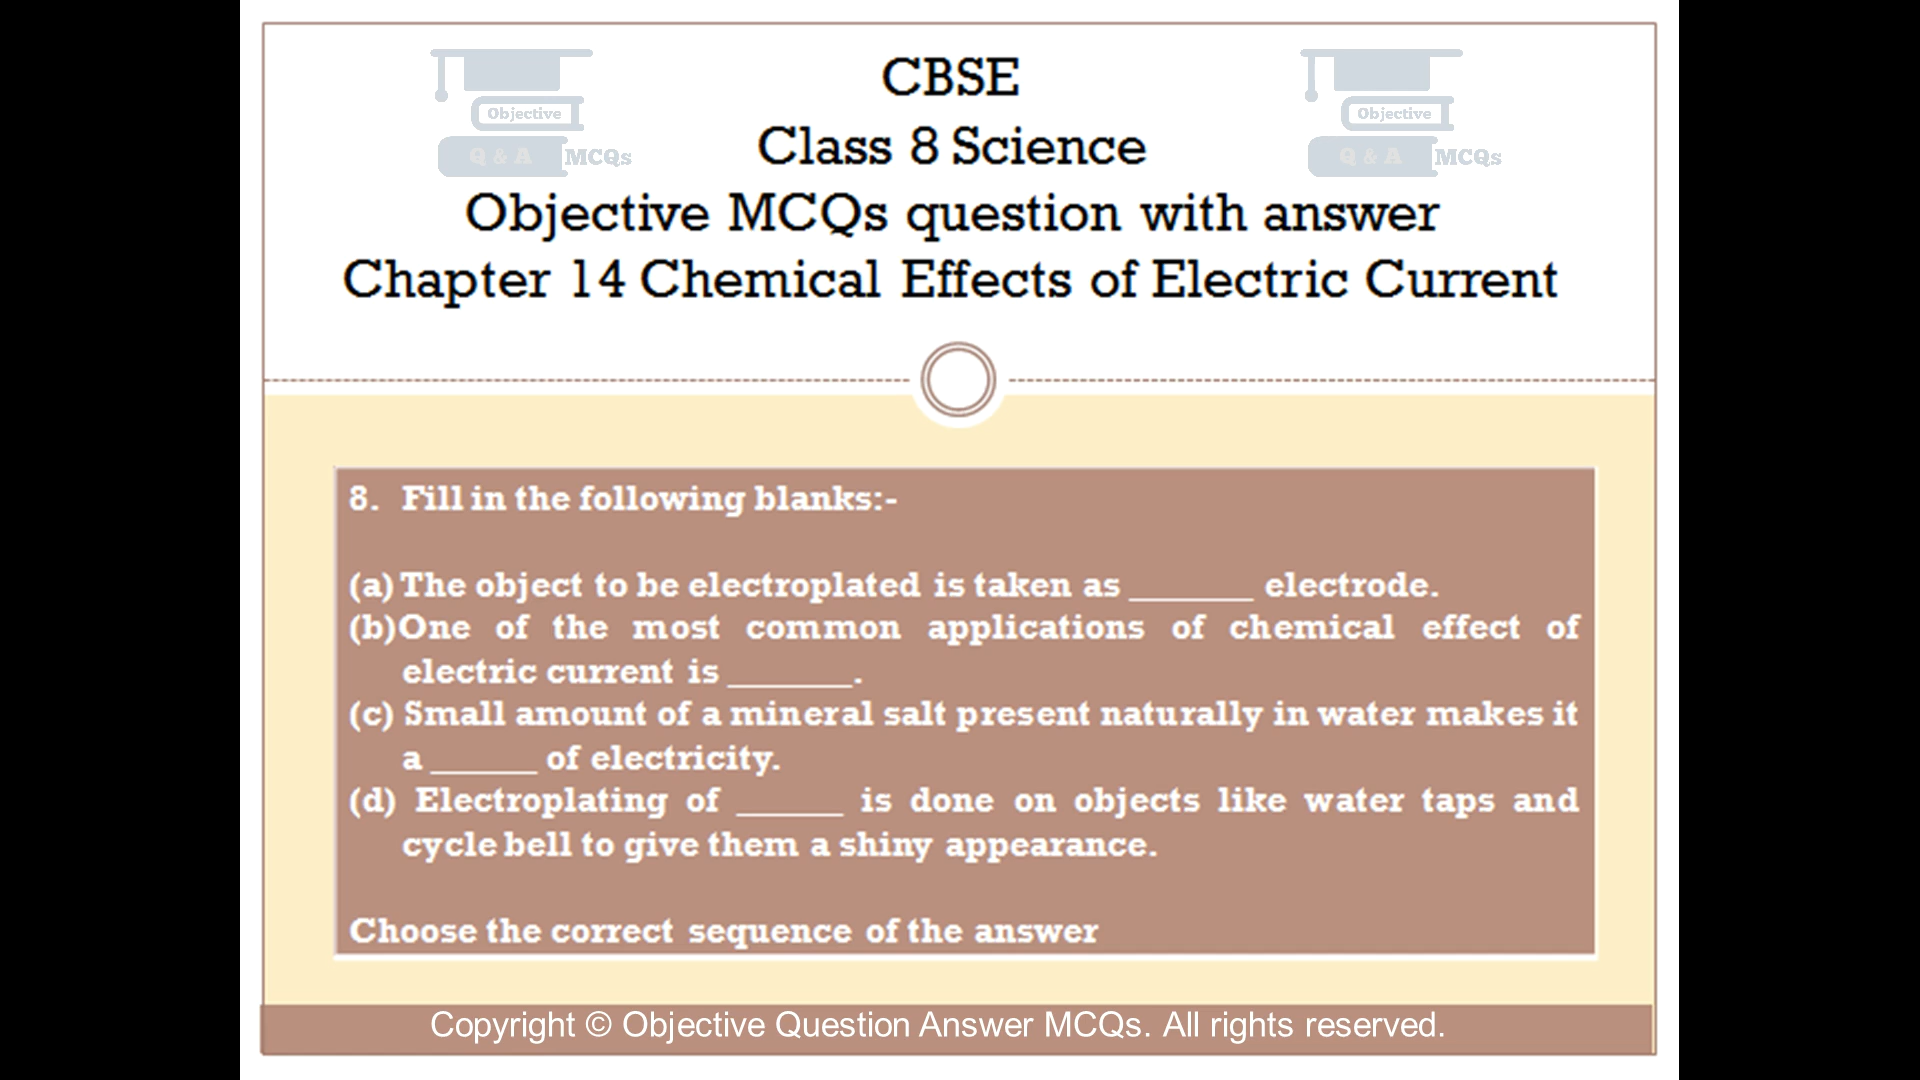 CBSE
Class 8 Science
Objective MCQs question with answer
Chapter 14 Chemical Effects of Electric Current
Objective
Q & A MCQs
Objective
Q & A MCQs
8. Fill in the following blanks:-
(a) The object to be electroplated is taken as _______ electrode.
(b)One of the most common applications of chemical effect of
electric current is _______.
(c) Small amount of a mineral salt present naturally in water makes it
a ______ of electricity.
(d) Electroplating of ______ is done on objects like water taps and
cycle bell to give them a shiny appearance.
Choose the correct sequence of the answer
Copyright © Objective Question Answer MCQs. All rights reserved.